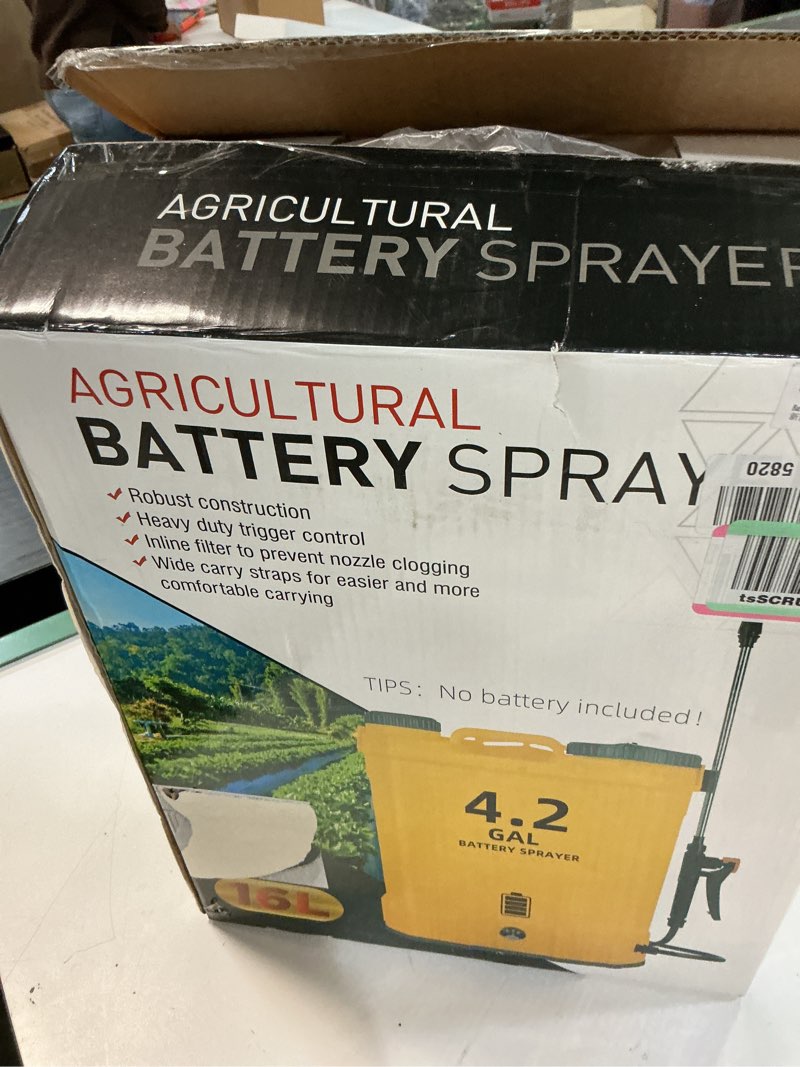 AGRICULTURAL
BATTERY SPRAYER
AGRICULTURAL
BATTERY SPRAY
Robust construction
Heavy duty trigger control
Inline filter to prevent nozzle clogging
Wide carry straps for easier and more
comfortable carrying
5820
tsSCRU
TIPS: No battery included!
4.2
GAL
BATTERY SPRAYER
16L